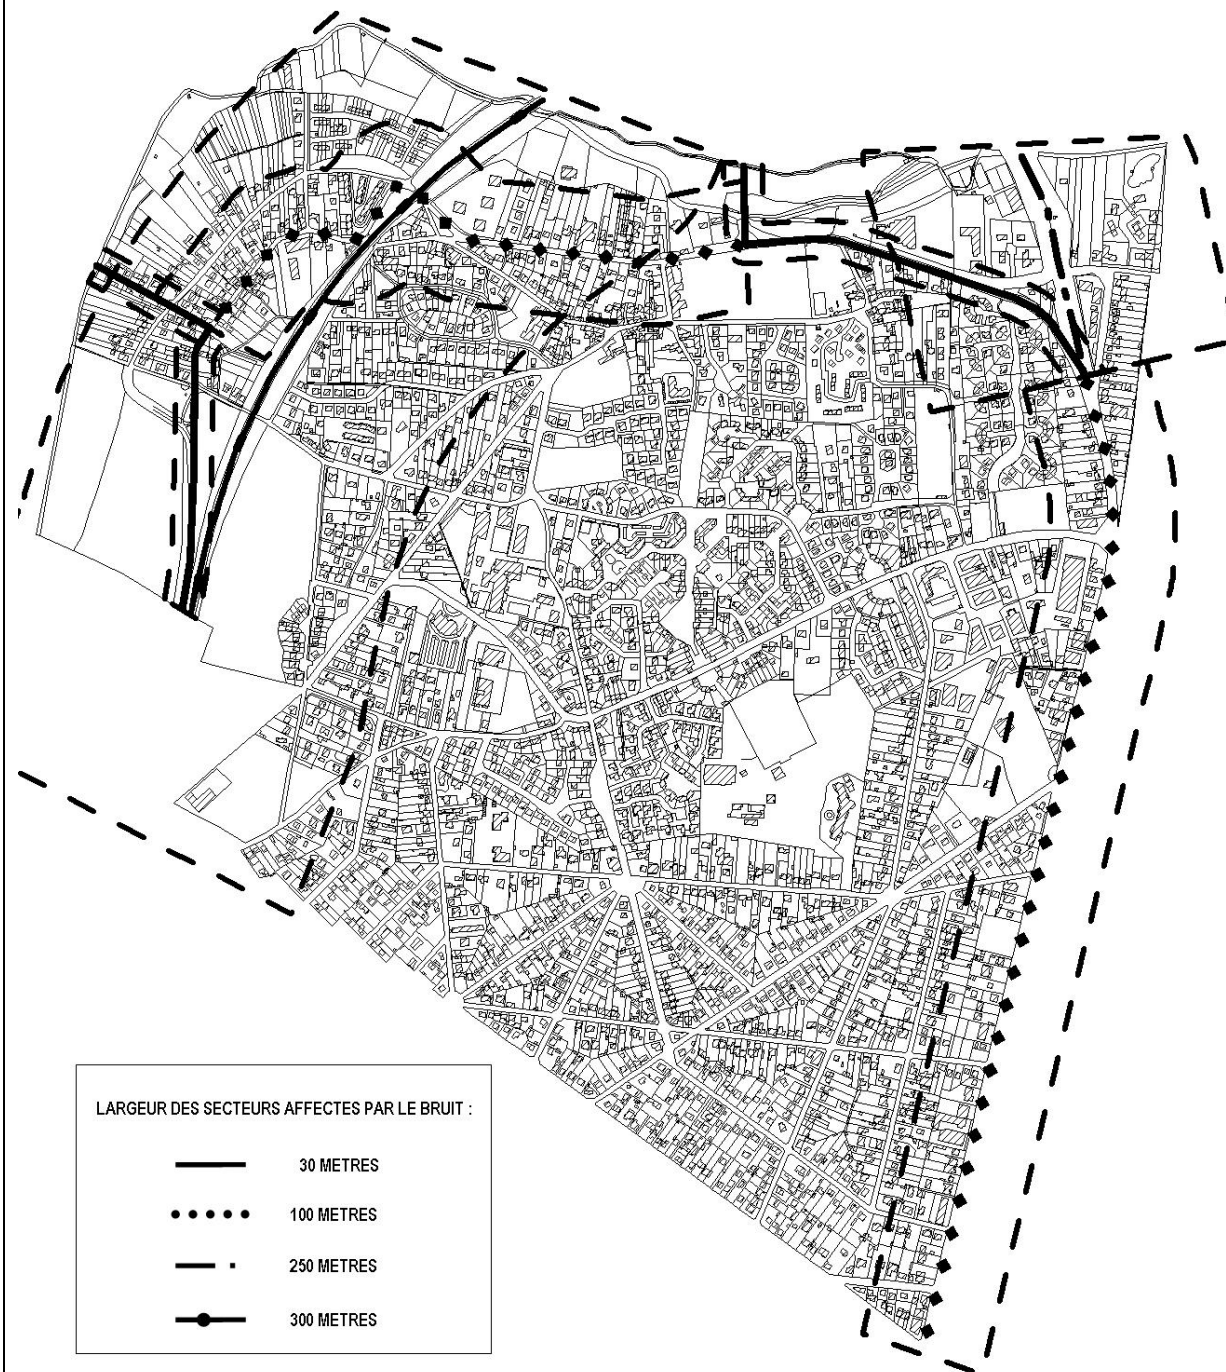 LARGEUR DES SECTEURS AFFECTES PAR LE BRUIT :
30 METRES
100 METRES
250 METRES
300 METRES